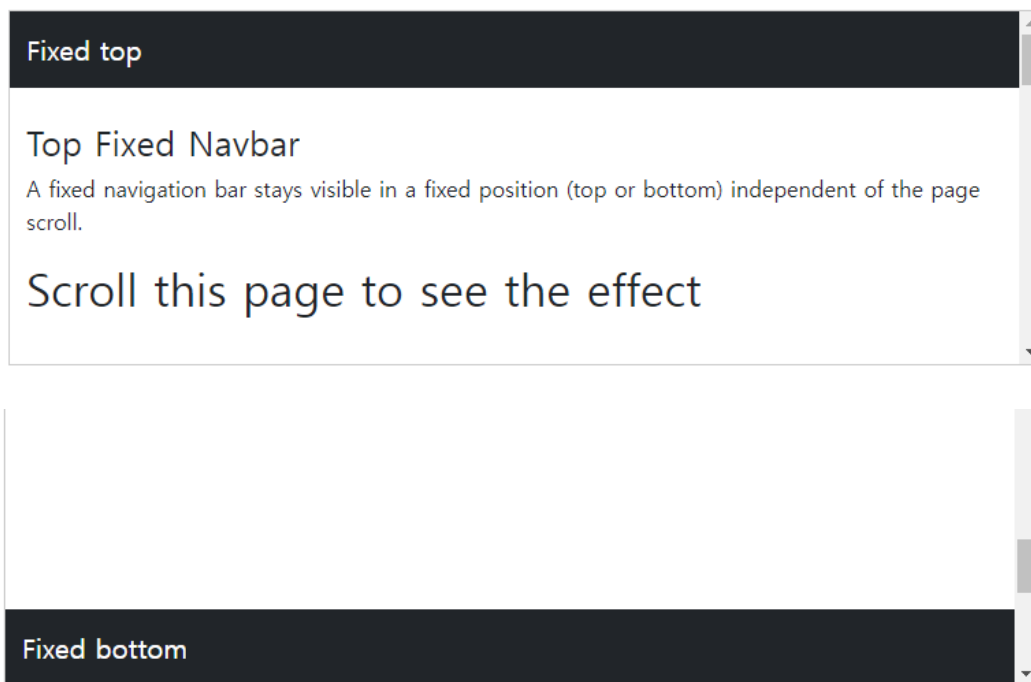 Fixed top
Top Fixed Navbar
A fixed navigation bar stays visible in a fixed position (top or bottom) independent of the page
scroll.
Scroll this page to see the effect
Fixed bottom